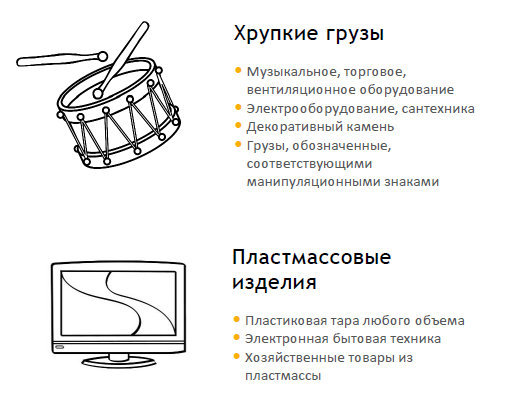 Хрупкие грузы
• Музыкальное, торговое,
вентиляционное оборудование
• Электрооборудование, сантехника
• Декоративный камень
• Грузы, обозначенные,
соответствующими
манипуляционными знаками
Пластмассовые
изделия
• Пластиковая тара любого объема
• Электронная бытовая техника
• Хозяйственные товары из
пластмассы